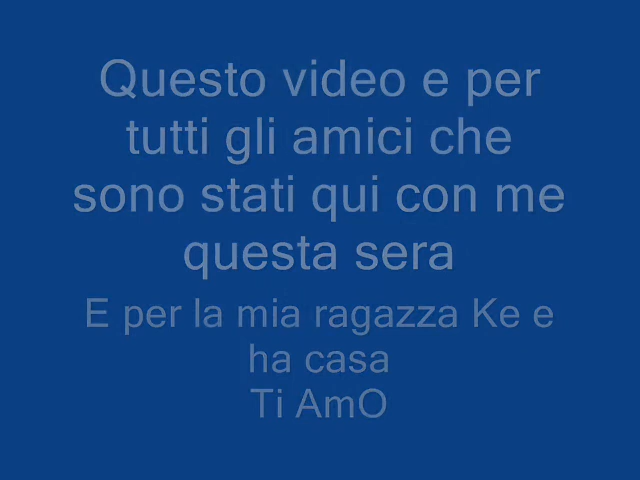 Questo video e per
tutti gli amici che
sono stati qui con me
questa sera
E per la mia ragazza Ke e
ha casa
Ti AmO